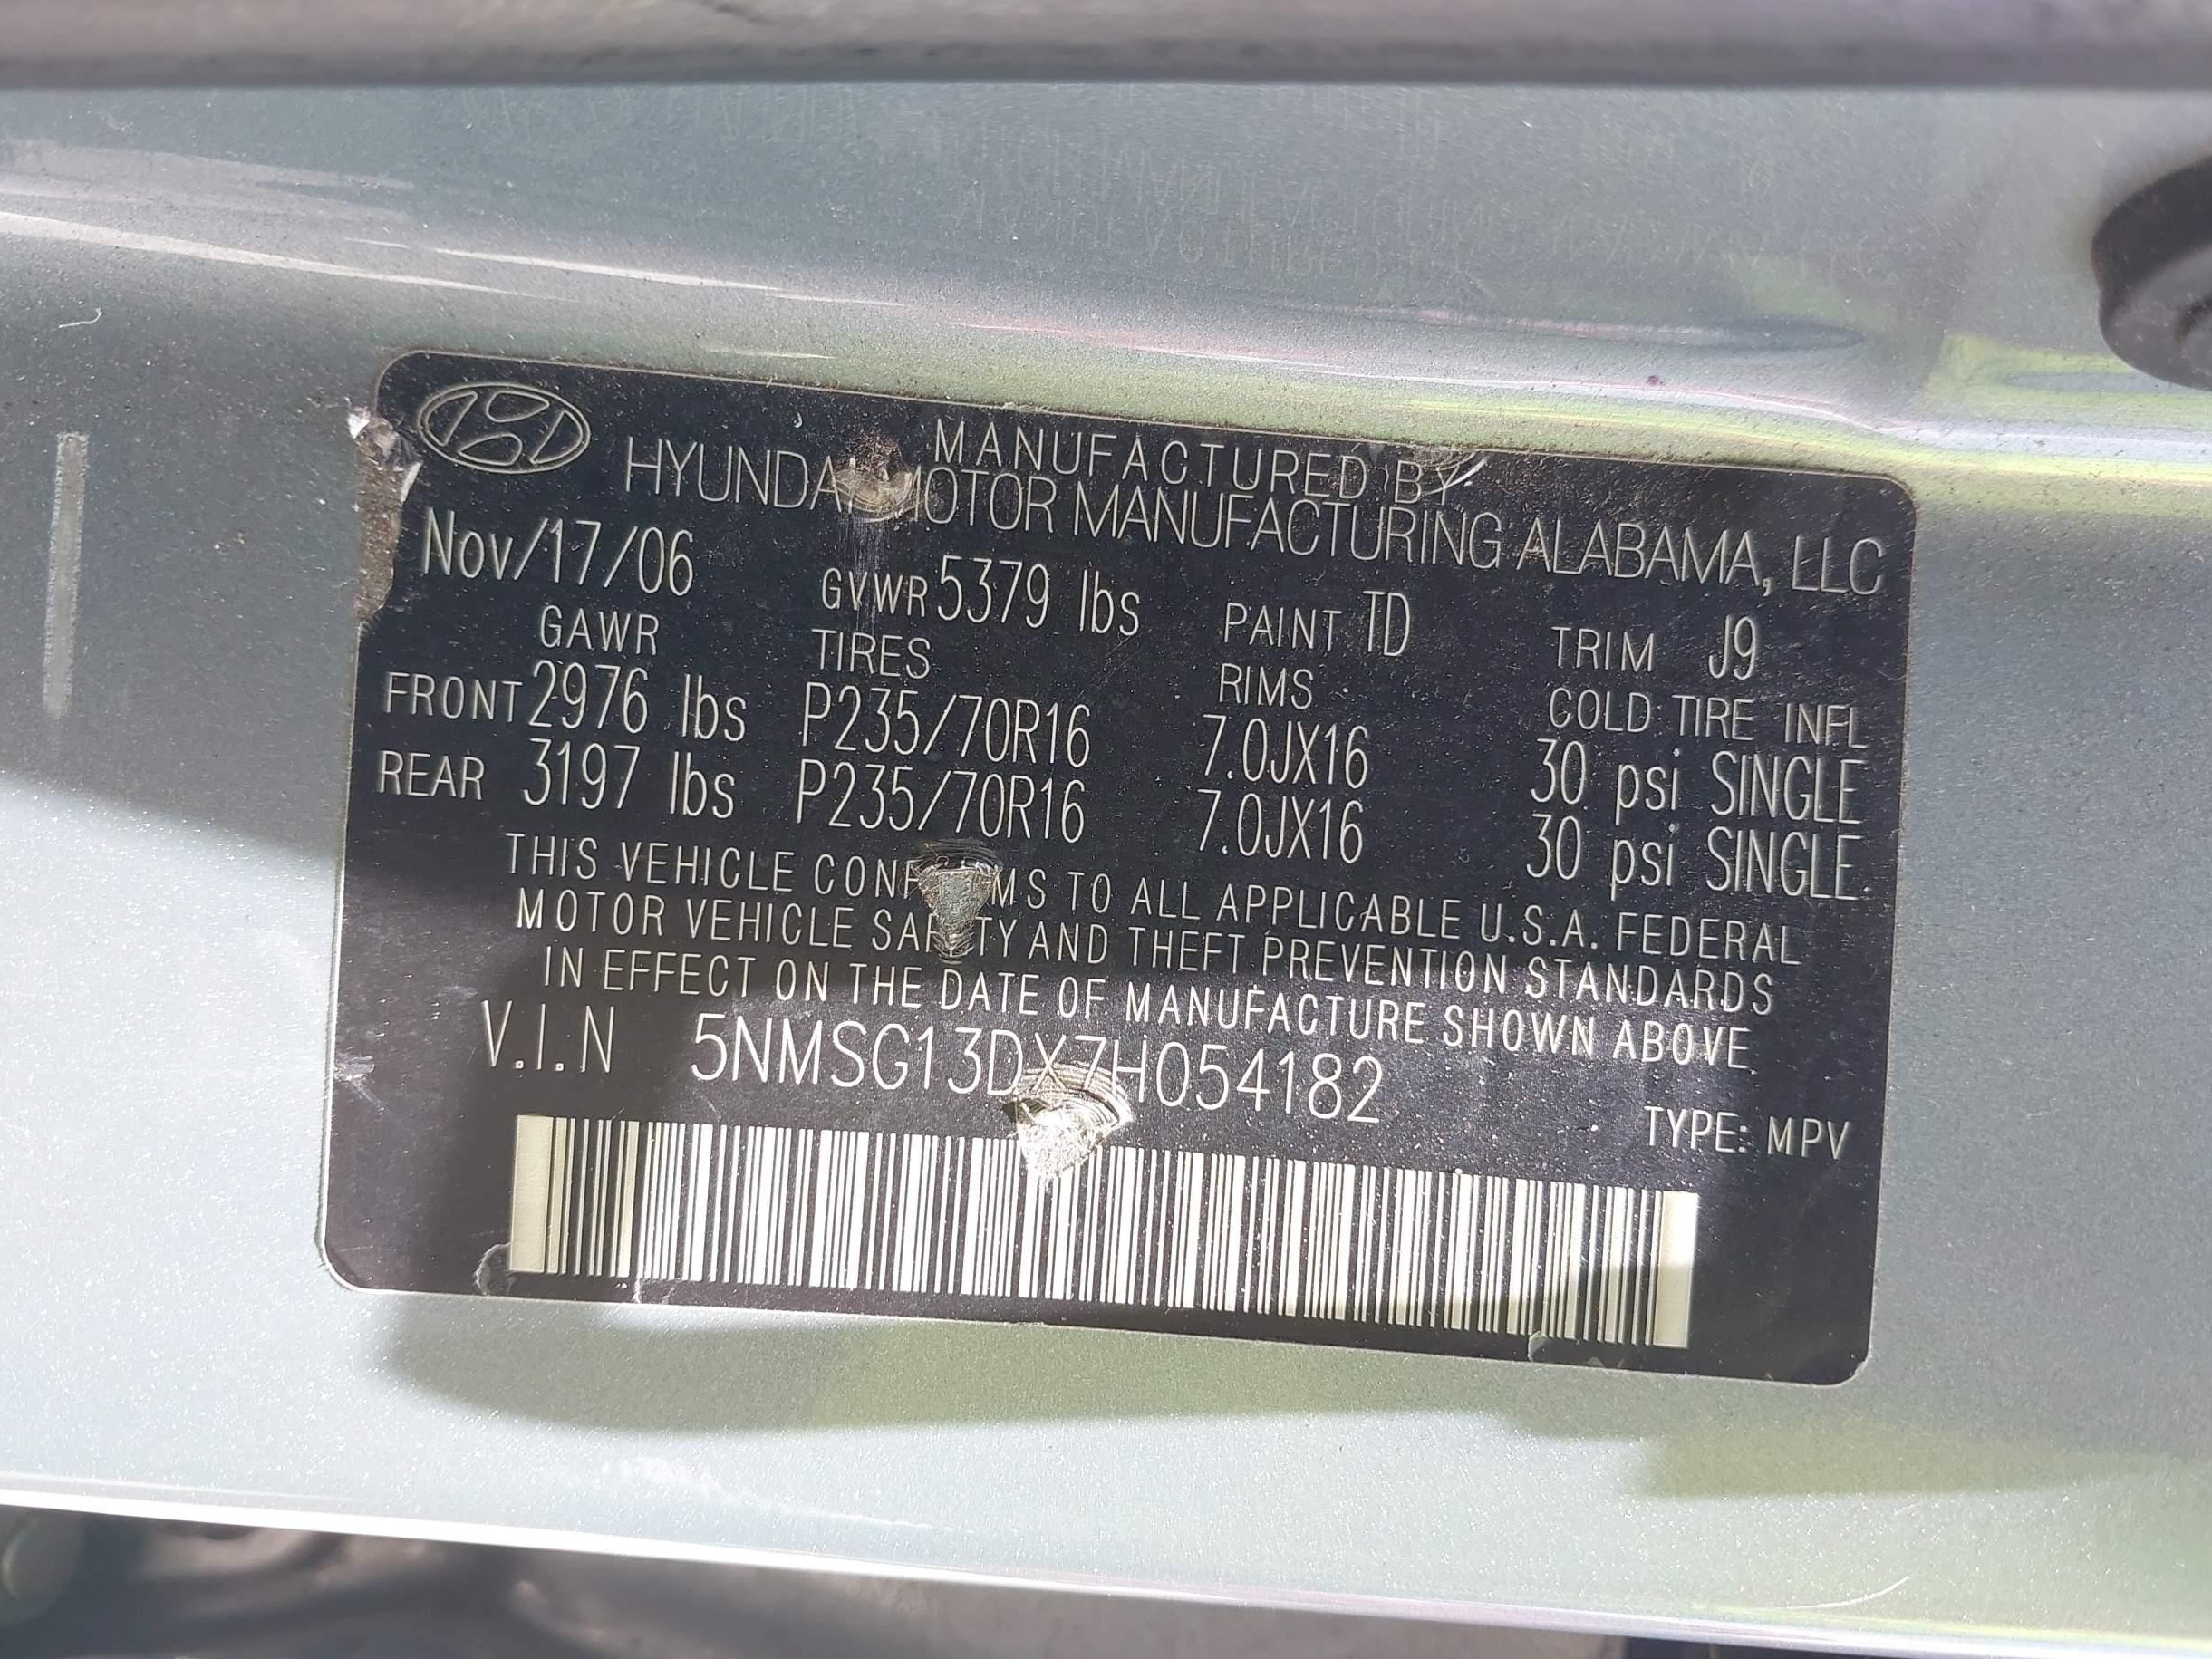 MANUFACTURED BY
HYUNDAI MOTOR MANUFACTURING ALABAMA, LLC
Nov/17/06 GVWR 5379 lbs PAINT TD TRIM J9
GAWR TIRES RIMS COLD TIRE INFL
FRONT 2976 lbs P235/70R16 7.0JX16 30 psi SINGLE
REAR 3197 lbs P235/70R16 7.0JX16 30 psi SINGLE
THIS VEHICLE CONFORMS TO ALL APPLICABLE U.S.A. FEDERAL
MOTOR VEHICLE SAFETY AND THEFT PREVENTION STANDARDS
IN EFFECT ON THE DATE OF MANUFACTURE SHOWN ABOVE.
V.I.N 5NMSG13DX7H054182
TYPE: MPV